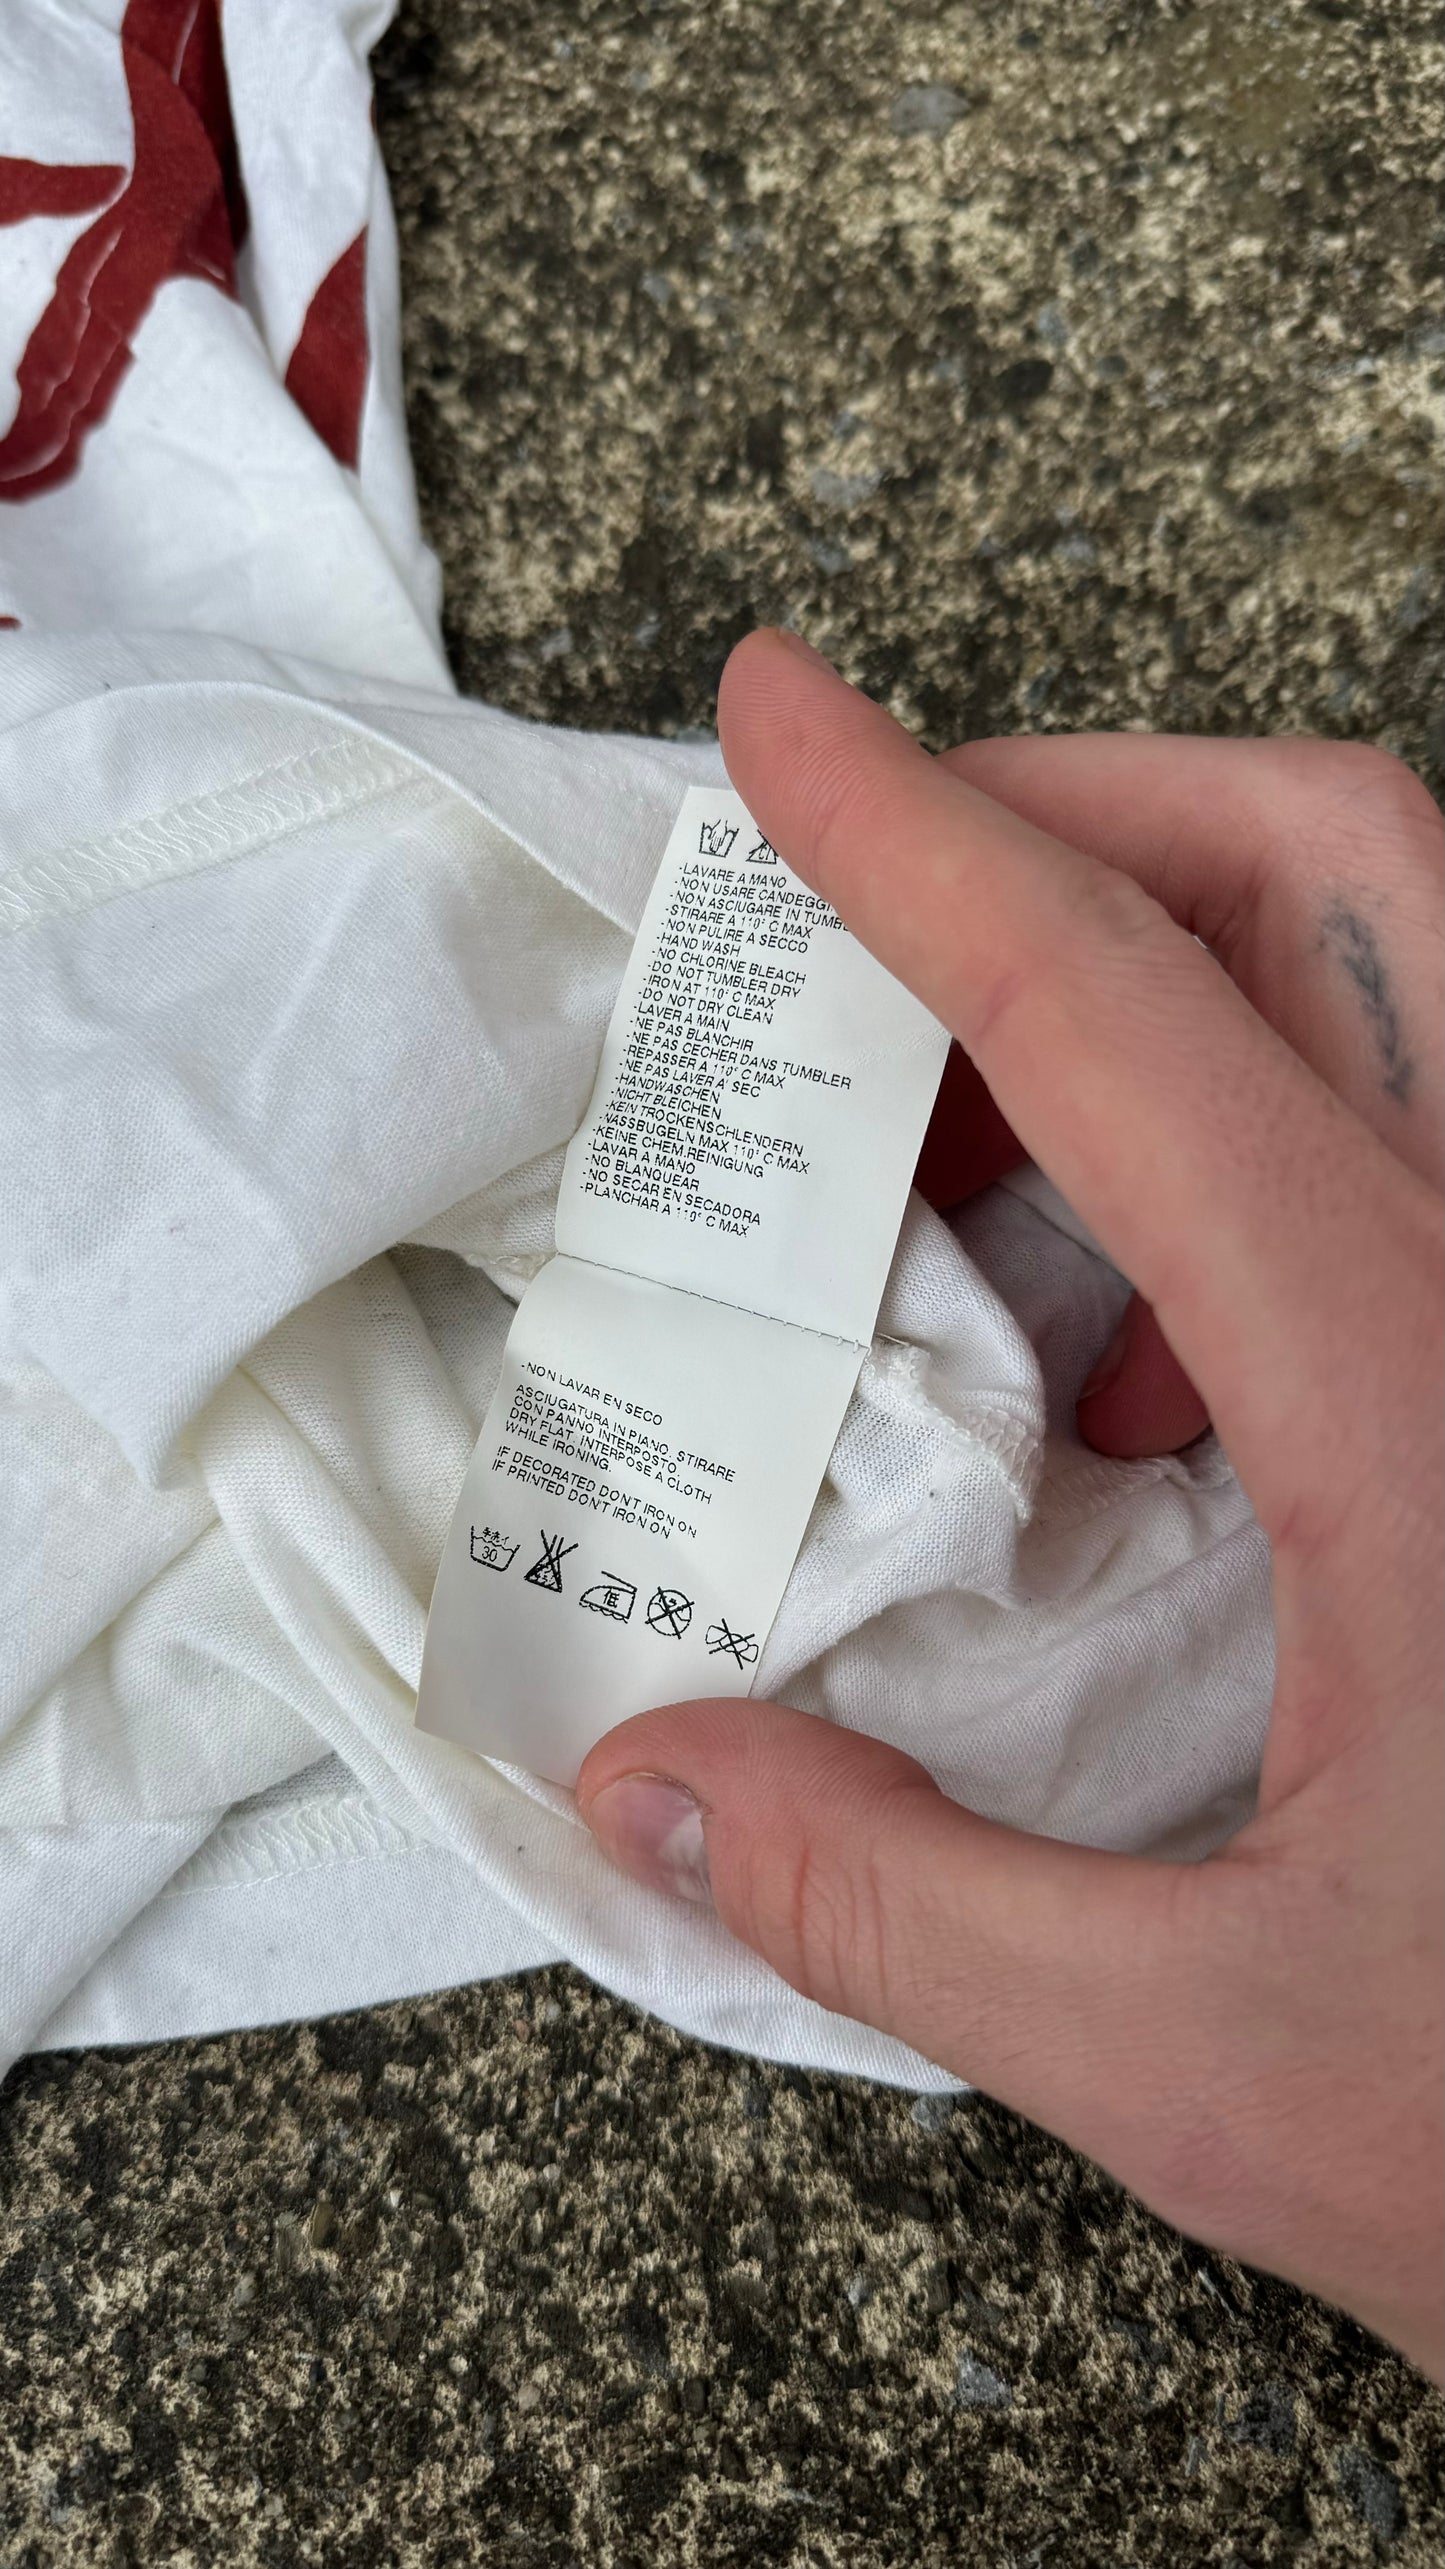 -LAVARE A MANO
-NON USARE CANDEGGI
-NON ASCIUGARE IN TUMBL
-STIRARE A 110° C MAX
-NON PULIRE A SECCO
-HAND WASH
-NO CHLORINE BLEACH
-DO NOT TUMBLER DRY
-IRON AT 110° C MAX
-DO NOT DRY CLEAN
-LAVER A MAIN
-NE PAS BLANCHIR
-NE PAS CECHER DANS TUMBLER
-REPASSER A 110° C MAX
-NE PAS LAVER A' SEC
-HANDWASCHEN
-NICHT BLEICHEN
-KEIN TROCKENSCHLENDERN
-NASSBUGELN MAX 110° C MAX
-KEINE CHEM.REINIGUNG
-LAVAR A MANO
-NO BLANQUEAR
-NO SECAR EN SECADORA
-PLANCHAR A 110° C MAX
-NON LAVAR EN SECO
ASCIUGATURA IN PIANO. STIRARE
CON PANNO INTERPOSTO.
DRY FLAT. INTERPOSE A CLOTH
WHILE IRONING.
IF DECORATED DON'T IRON ON
IF PRINTED DON'T IRON ON
手洗イ
30
低